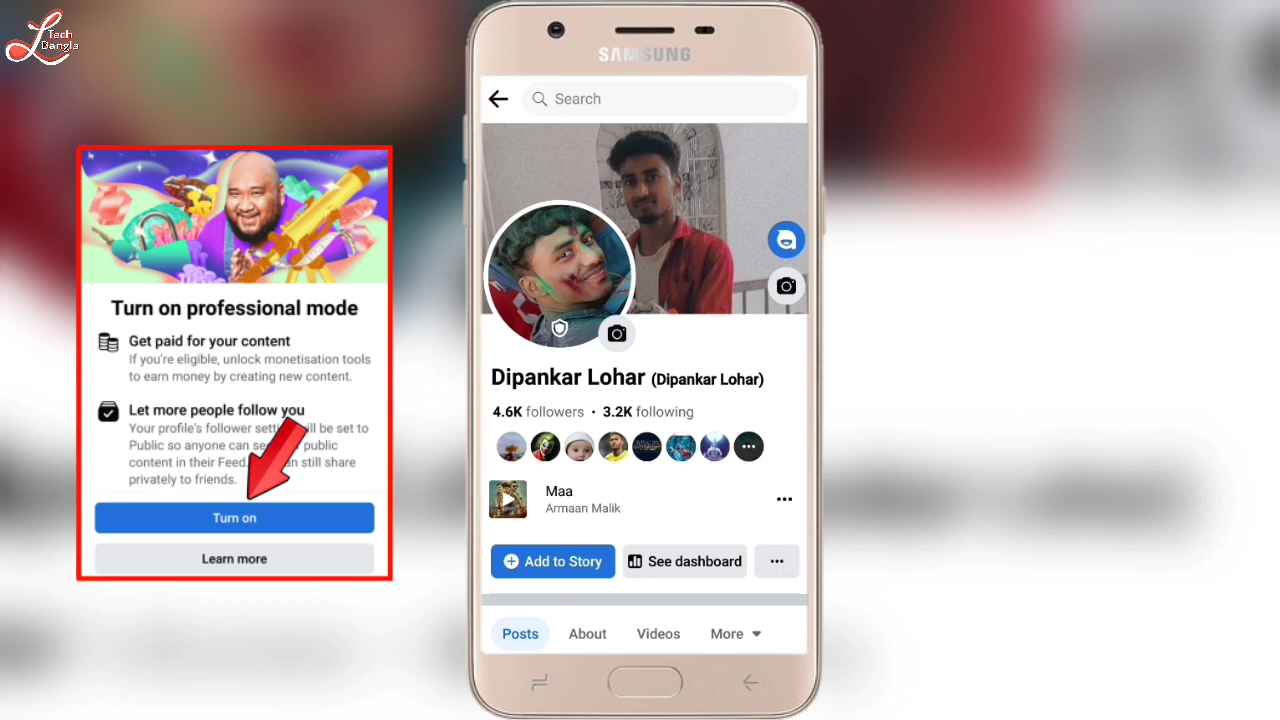 Tech
Bangla
SAMSUNG
Search
Turn on professional mode
Get paid for your content
If you're eligible, unlock monetisation tools
to earn money by creating new content.
Let more people follow you
Your profile's follower will be set to
Public so anyone can public
content in their Feed. can still share
privately to friends.
Turn on
Learn more
Dipankar Lohar (Dipankar Lohar)
4.6K followers • 3.2K following
Maa
Armaan Malik
Add to Story
See dashboard
Posts
About
Videos
More